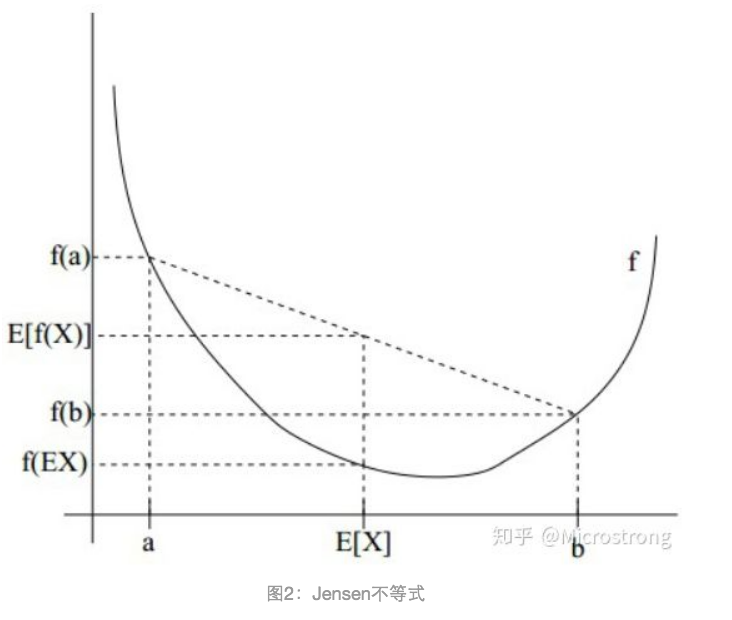 f(a)
f
E[f(X)]
f(b)
f(EX)
a
E[X]
b
知乎 @Microstrong
图2：Jensen不等式